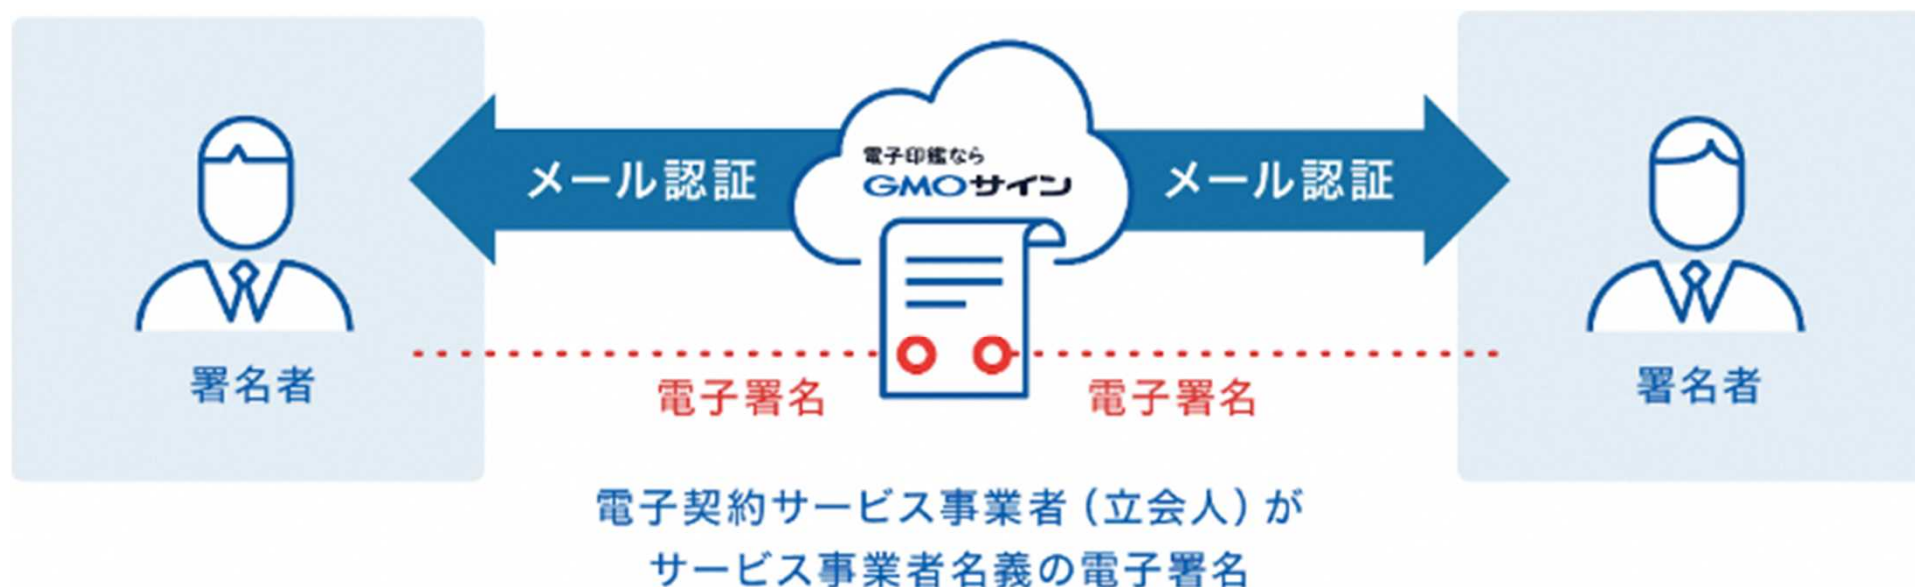 電子印鑑なら
GMOサイン
メール認証
メール認証
署名者
電子署名
電子署名
署名者
電子契約サービス事業者（立会人）が
サービス事業者名義の電子署名